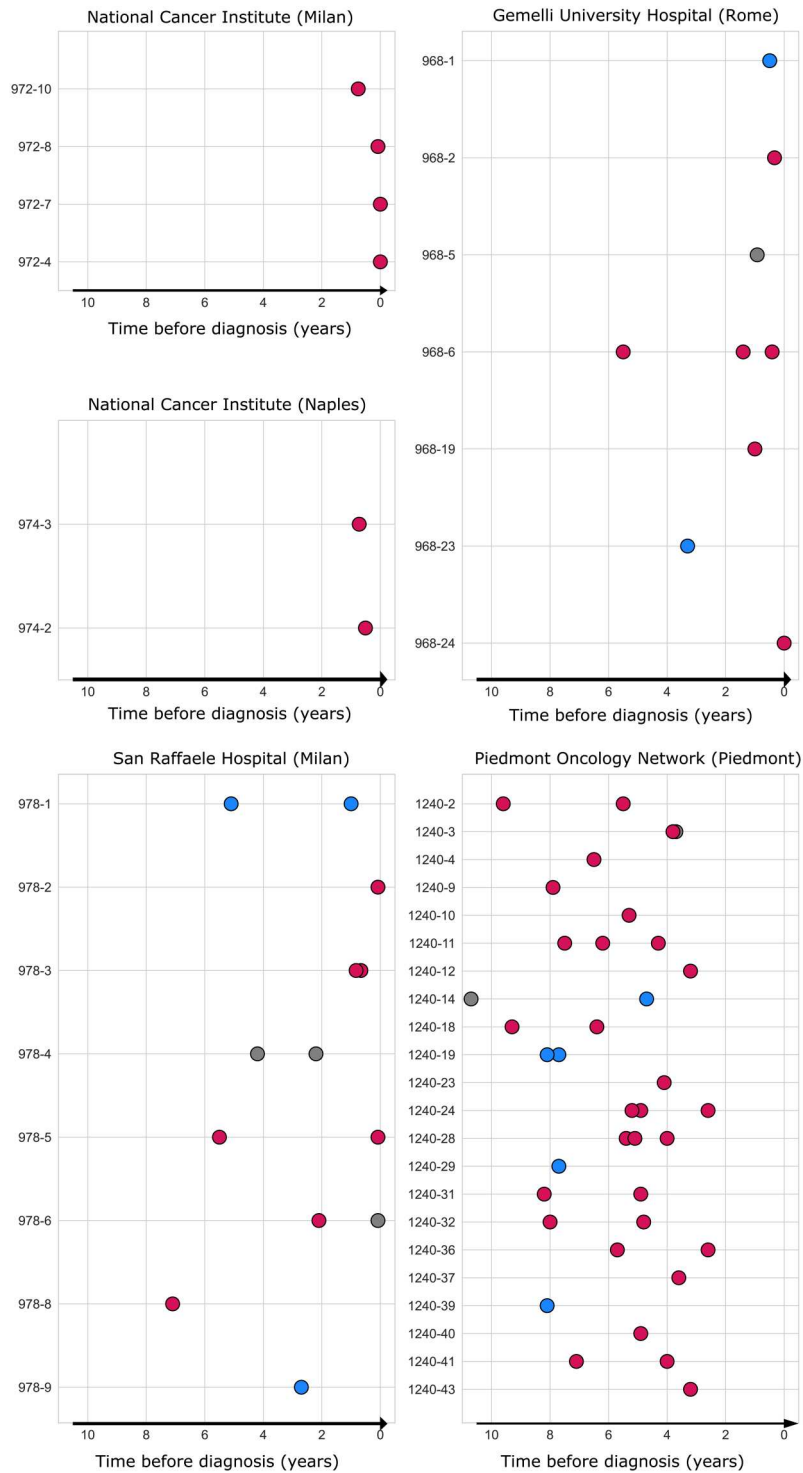 National Cancer Institute (Milan)
972-10
972-8
972-7
972-4
10 8 6 4 2 0
Time before diagnosis (years)
National Cancer Institute (Naples)
974-3
974-2
10 8 6 4 2 0
Time before diagnosis (years)
Gemelli University Hospital (Rome)
968-1
968-2
968-5
968-6
968-19
968-23
968-24
10 8 6 4 2 0
Time before diagnosis (years)
San Raffaele Hospital (Milan)
978-1
978-2
978-3
978-4
978-5
978-6
978-8
978-9
10 8 6 4 2 0
Time before diagnosis (years)
Piedmont Oncology Network (Piedmont)
1240-2
1240-3
1240-4
1240-9
1240-10
1240-11
1240-12
1240-14
1240-18
1240-19
1240-23
1240-24
1240-28
1240-29
1240-31
1240-32
1240-36
1240-37
1240-39
1240-40
1240-41
1240-43
10 8 6 4 2 0
Time before diagnosis (years)